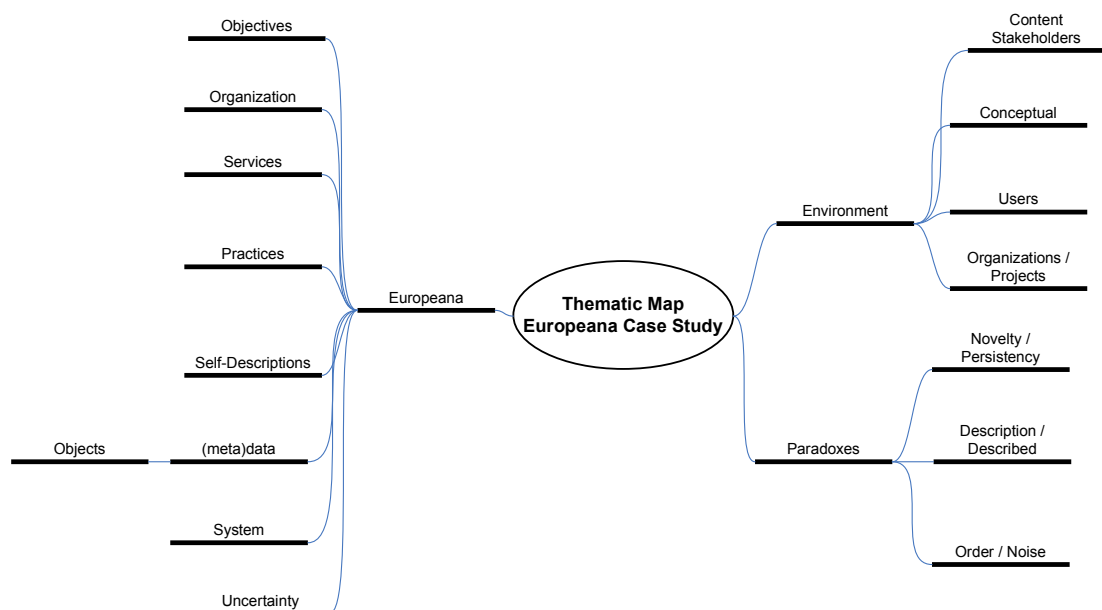 Objectives
Organization
Services
Practices
Europeana
Self-Descriptions
Objects
(meta)data
System
Uncertainty
Thematic Map
Europeana Case Study
Environment
Content
Stakeholders
Conceptual
Users
Organizations /
Projects
Paradoxes
Novelty /
Persistency
Description /
Described
Order / Noise